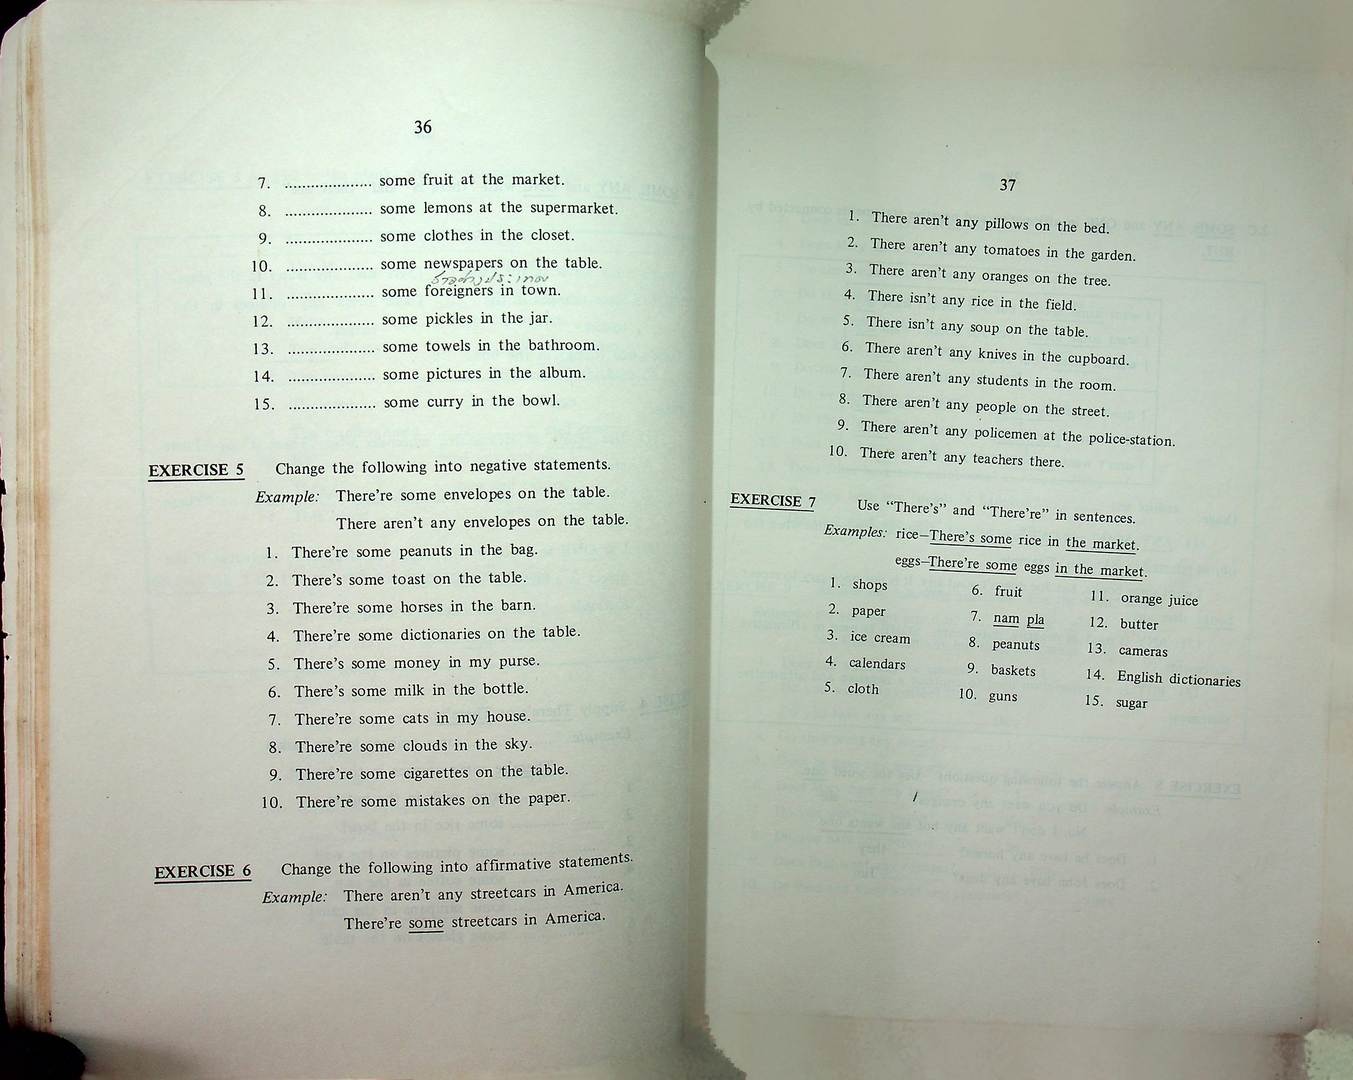 36
7. .................... some fruit at the market.
8. .................... some lemons at the supermarket.
9. .................... some clothes in the closet.
10. .................... some newspapers on the table.
11. .................... some foreigners in town.
12. .................... some pickles in the jar.
13. .................... some towels in the bathroom.
14. .................... some pictures in the album.
15. .................... some curry in the bowl.
EXERCISE 5 Change the following into negative statements.
Example: There're some envelopes on the table.
There aren't any envelopes on the table.
1. There're some peanuts in the bag.
2. There's some toast on the table.
3. There're some horses in the barn.
4. There're some dictionaries on the table.
5. There's some money in my purse.
6. There's some milk in the bottle.
7. There're some cats in my house.
8. There're some clouds in the sky.
9. There're some cigarettes on the table.
10. There're some mistakes on the paper.
EXERCISE 6 Change the following into affirmative statements.
Example: There aren't any streetcars in America.
There're some streetcars in America.
37
1. There aren't any pillows on the bed.
2. There aren't any tomatoes in the garden.
3. There aren't any oranges on the tree.
4. There isn't any rice in the field.
5. There isn't any soup on the table.
6. There aren't any knives in the cupboard.
7. There aren't any students in the room.
8. There aren't any people on the street.
9. There aren't any policemen at the police-station.
10. There aren't any teachers there.
EXERCISE 7 Use “There's” and “There're” in sentences.
Examples: rice—There's some rice in the market.
eggs—There're some eggs in the market.
1. shops 6. fruit 11. orange juice
2. paper 7. nam pla 12. butter
3. ice cream 8. peanuts 13. cameras
4. calendars 9. baskets 14. English dictionaries
5. cloth 10. guns 15. sugar